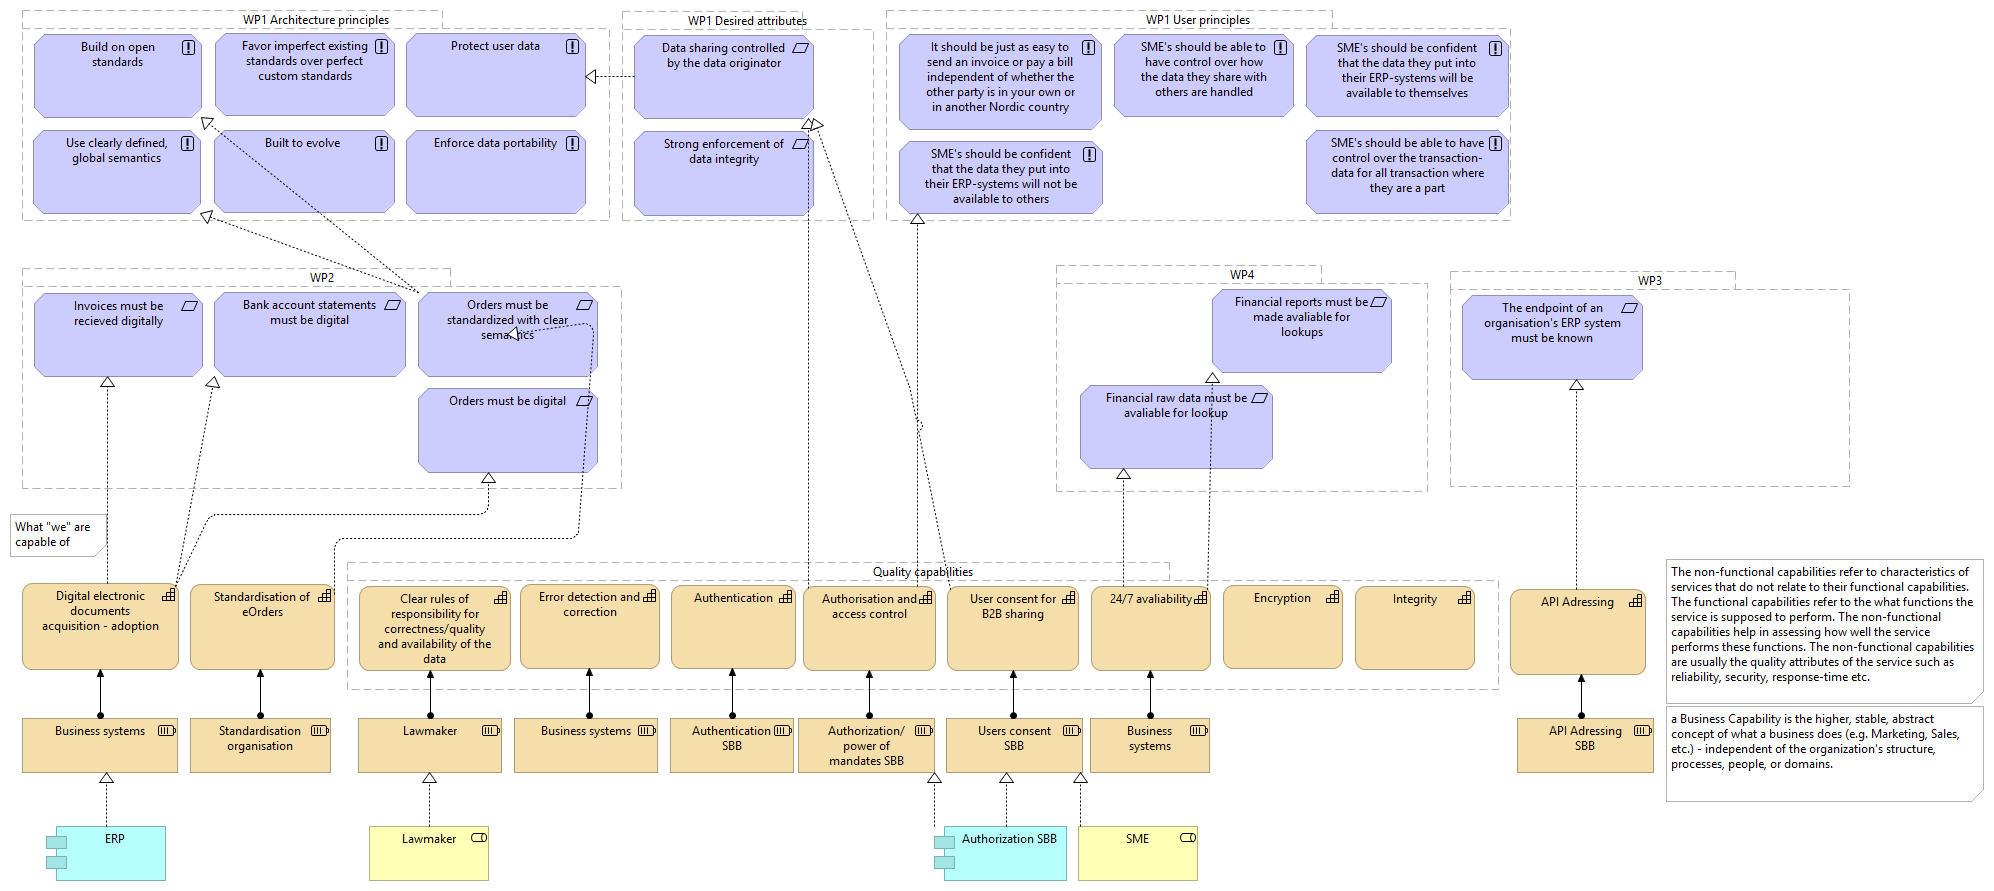 WP1 Architecture principles
Build on open
standards
Favor imperfect existing
standards over perfect
custom standards
Protect user data
Use clearly defined,
global semantics
Built to evolve
Enforce data portability
WP1 Desired attributes
Data sharing controlled
by the data originator
Strong enforcement of
data integrity
WP1 User principles
It should be just as easy to
send an invoice or pay a bill
independent of whether the
other party is in your own or
in another Nordic country
SME's should be able to
have control over how
the data they share with
others are handled
SME's should be confident
that the data they put into
their ERP-systems will be
available to themselves
SME's should be confident
that the data they put into
their ERP-systems will not be
available to others
SME's should be able to have
control over the transaction-
data for all transaction where
they are a part
WP2
Invoices must be
recieved digitally
Bank account statements
must be digital
Orders must be
standardized with clear
semantics
Orders must be digital
WP4
Financial reports must be
made avaliable for
lookups
Financial raw data must be
avaliable for lookup
WP3
The endpoint of an
organisation's ERP system
must be known
What "we" are
capable of
Digital electronic
documents
acquisition - adoption
Standardisation of
eOrders
Quality capabilities
Clear rules of
responsibility for
correctness/quality
and availability of the
data
Error detection and
correction
Authentication
Authorisation and
access control
User consent for
B2B sharing
24/7 avaliability
Encryption
Integrity
API Adressing
The non-functional capabilities refer to characteristics of
services that do not relate to their functional capabilities.
The functional capabilities refer to the what functions the
service is supposed to perform. The non-functional
capabilities help in assessing how well the service
performs these functions. The non-functional capabilities
are usually the quality attributes of the service such as
reliability, security, response-time etc.
Business systems
Standardisation
organisation
Lawmaker
Business systems
Authentication
SBB
Authorization/
power of
mandates SBB
Users consent
SBB
Business
systems
API Adressing
SBB
a Business Capability is the higher, stable, abstract
concept of what a business does (e.g. Marketing, Sales,
etc.) - independent of the organization's structure,
processes, people, or domains.
ERP
Lawmaker
Authorization SBB
SME